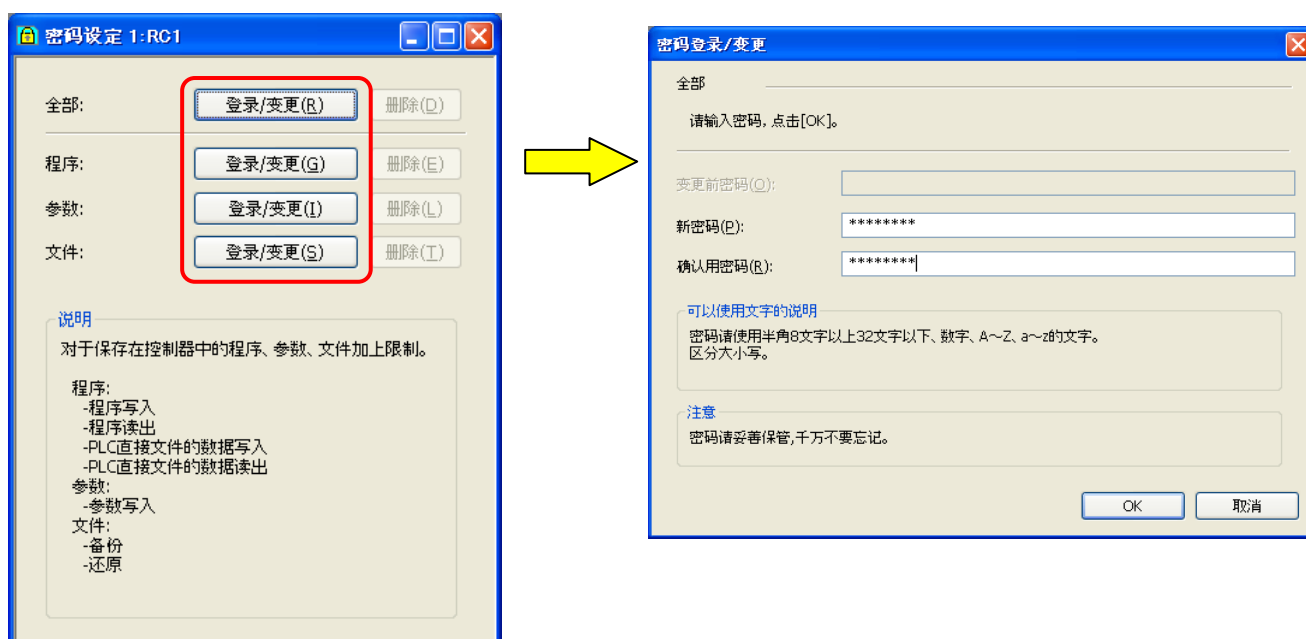 密码设定 1:RC1
全部:
登录/变更(R)
删除(D)
程序:
登录/变更(G)
删除(E)
参数:
登录/变更(I)
删除(L)
文件:
登录/变更(S)
删除(T)
说明
对于保存在控制器中的程序、参数、文件加上限制。
程序:
-程序写入
-程序读出
-PLC直接文件的数据写入
-PLC直接文件的数据读出
参数:
-参数写入
文件:
-备份
-还原
密码登录/变更
全部
请输入密码, 点击[OK]。
变更前密码(O):
新密码(P):
********
确认用密码(R):
********
可以使用文字的说明
密码请使用半角8文字以上32文字以下、数字、A～Z、a～z的文字。
区分大小写。
注意
密码请妥善保管,千万不要忘记。
OK
取消